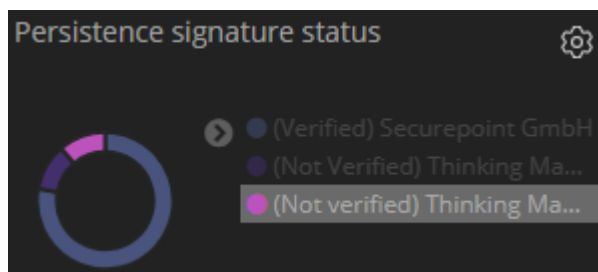 Persistence signature status
(Verified) Securepoint GmbH
(Not Verified) Thinking Ma...
(Not verified) Thinking Ma...